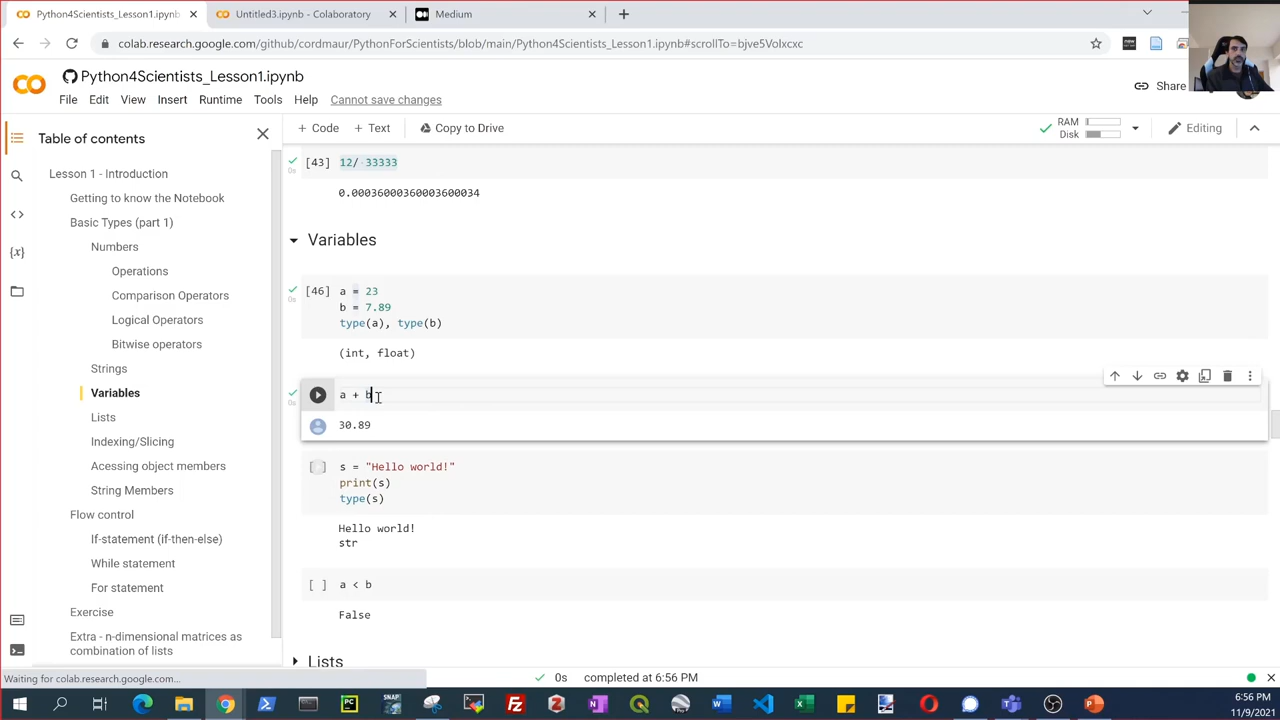 Python4Scientists_Lesson1.ipynb
Untitled3.ipynb - Colaboratory
Medium
colab.research.google.com/github/cordmaur/PythonForScientists/blob/main/Python4Scientists_Lesson1.ipynb#scrollTo=bjve5Volxcxc
Python4Scientists_Lesson1.ipynb
Share
File Edit View Insert Runtime Tools Help Cannot save changes
Table of contents
+ Code + Text Copy to Drive
RAM
Disk
Editing
Lesson 1 - Introduction
Getting to know the Notebook
Basic Types (part 1)
Numbers
Operations
Comparison Operators
Logical Operators
Bitwise operators
Strings
Variables
Lists
Indexing/Slicing
Acessing object members
String Members
Flow control
If-statement (if-then-else)
While statement
For statement
Exercise
Extra - n-dimensional matrices as
combination of lists
[43] 12/ 33333
0s
0.00036000360003600034
Variables
[46] a = 23
0s
b = 7.89
type(a), type(b)
(int, float)
a + b
0s
30.89
[ ] s = "Hello world!"
print(s)
type(s)
Hello world!
str
[ ] a < b
False
Lists
Waiting for colab.research.google.com...
0s completed at 6:56 PM
6:56 PM
11/9/2021